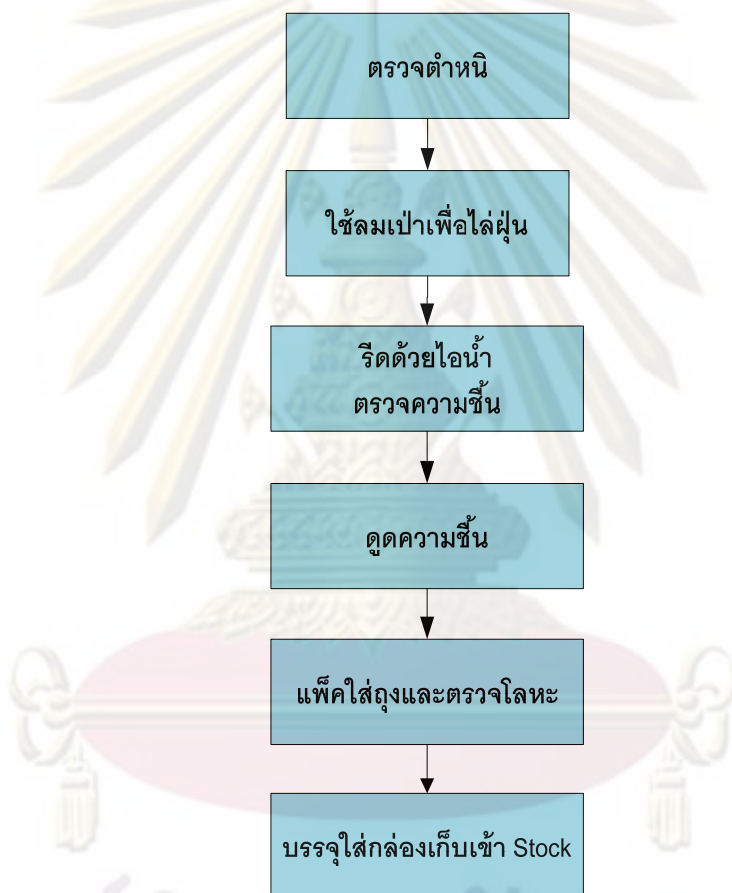 ตรวจตำหนิ
ใช้ลมเป่าเพื่อไล่ฝุ่น
รีดด้วยไอน้ำ
ตรวจความชื้น
ดูดความชื้น
แพ็คใส่ถุงและตรวจโลหะ
บรรจุใส่กล่องเก็บเข้า Stock